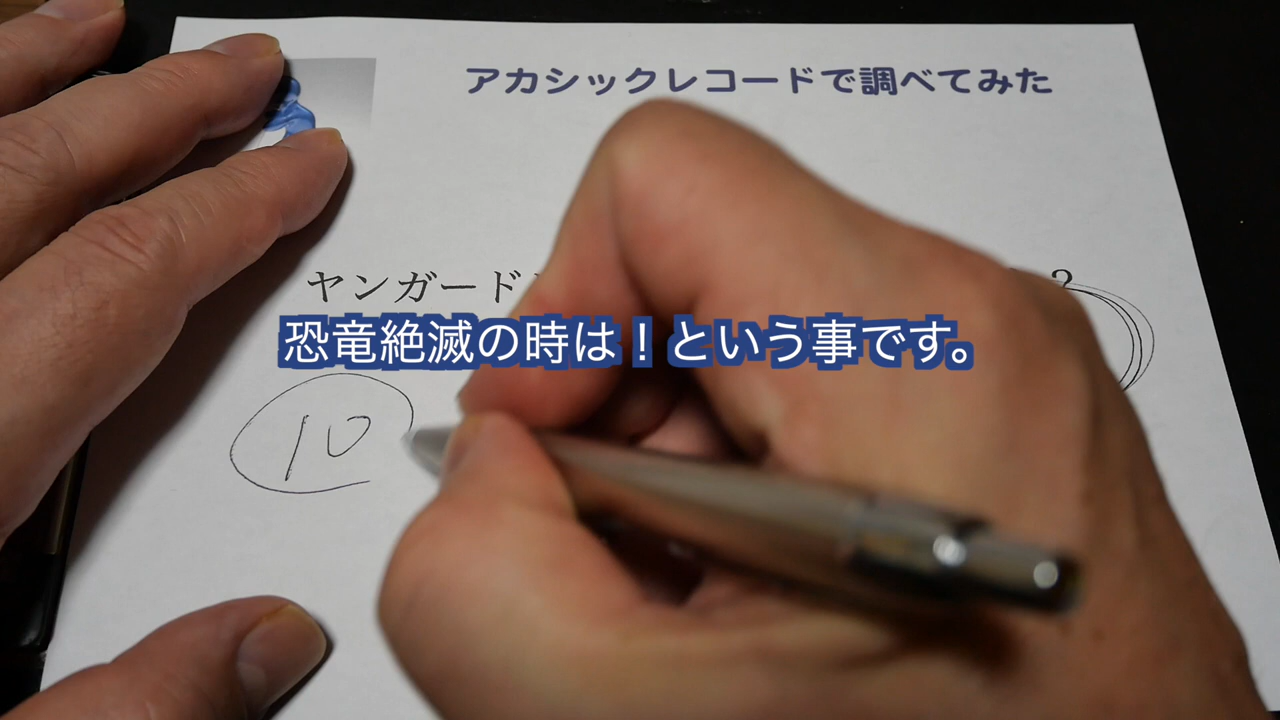 アカシックレコードで調べてみた
ヤンガード
恐竜絶滅の時は！という事です。
10